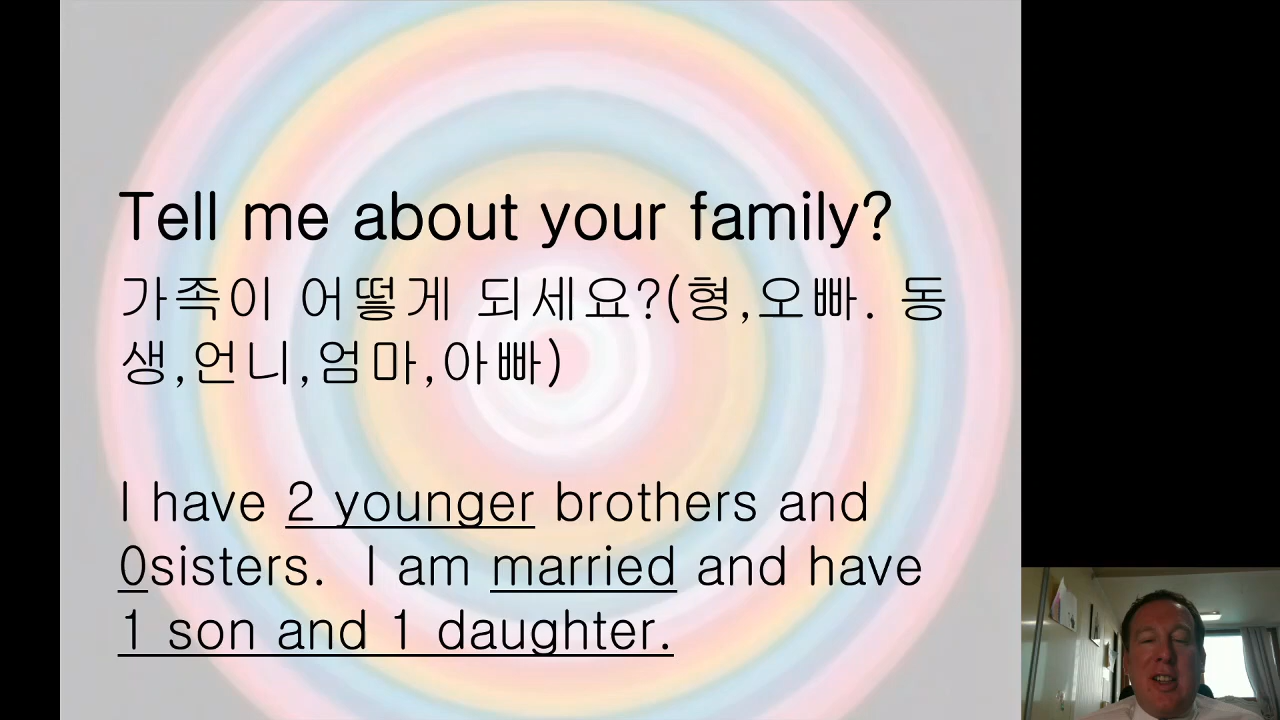 Tell me about your family?
가족이 어떻게 되세요?(형,오빠. 동
생,언니,엄마,아빠)
I have 2 younger brothers and
0sisters.  I am married and have
1 son and 1 daughter.